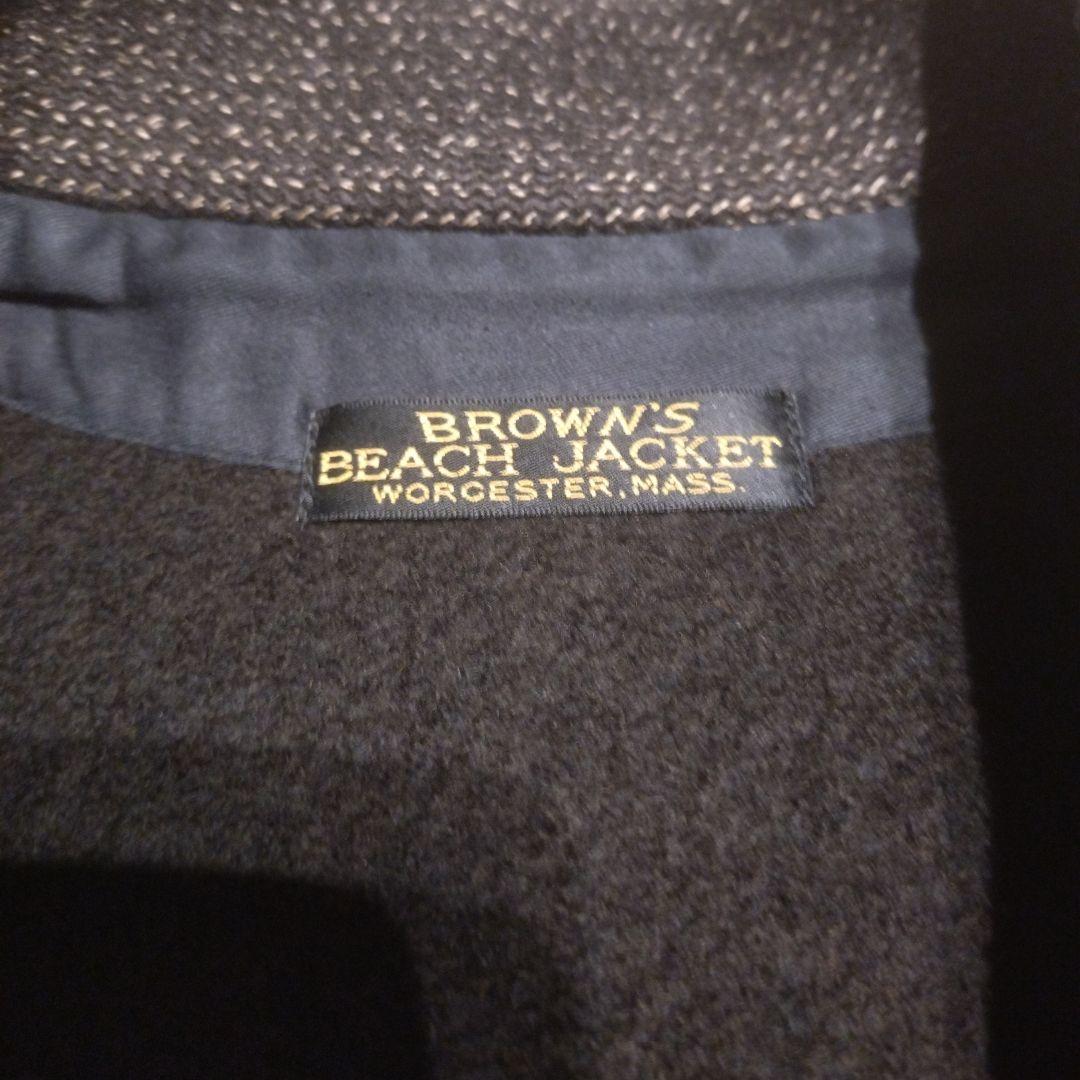 BROWN'S
BEACH JACKET
WORCESTER, MASS.